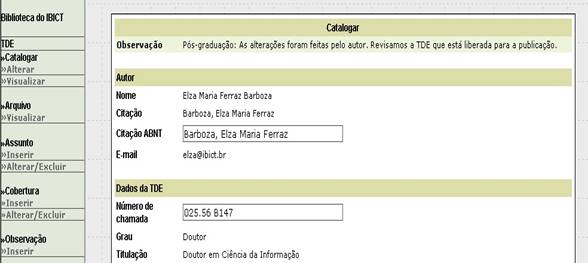 Biblioteca do IBICT
TDE
»Catalogar
»Alterar
»Visualizar
»Arquivo
»Visualizar
»Assunto
»Inserir
»Alterar/Excluir
»Cobertura
»Inserir
»Alterar/Excluir
»Observação
»Inserir
Catalogar
Observação Pós-graduação: As alterações foram feitas pelo autor. Revisamos a TDE que está liberada para a publicação.
Autor
Nome Elza Maria Ferraz Barboza
Citação Barboza, Elza Maria Ferraz
Citação ABNT Barboza, Elza Maria Ferraz
E-mail elza@ibict.br
Dados da TDE
Número de
chamada 025.56 B147
Grau Doutor
Titulação Doutor em Ciência da Informação